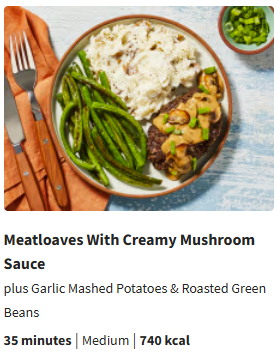 Meatloaves With Creamy Mushroom
Sauce
plus Garlic Mashed Potatoes & Roasted Green
Beans
35 minutes | Medium | 740 kcal